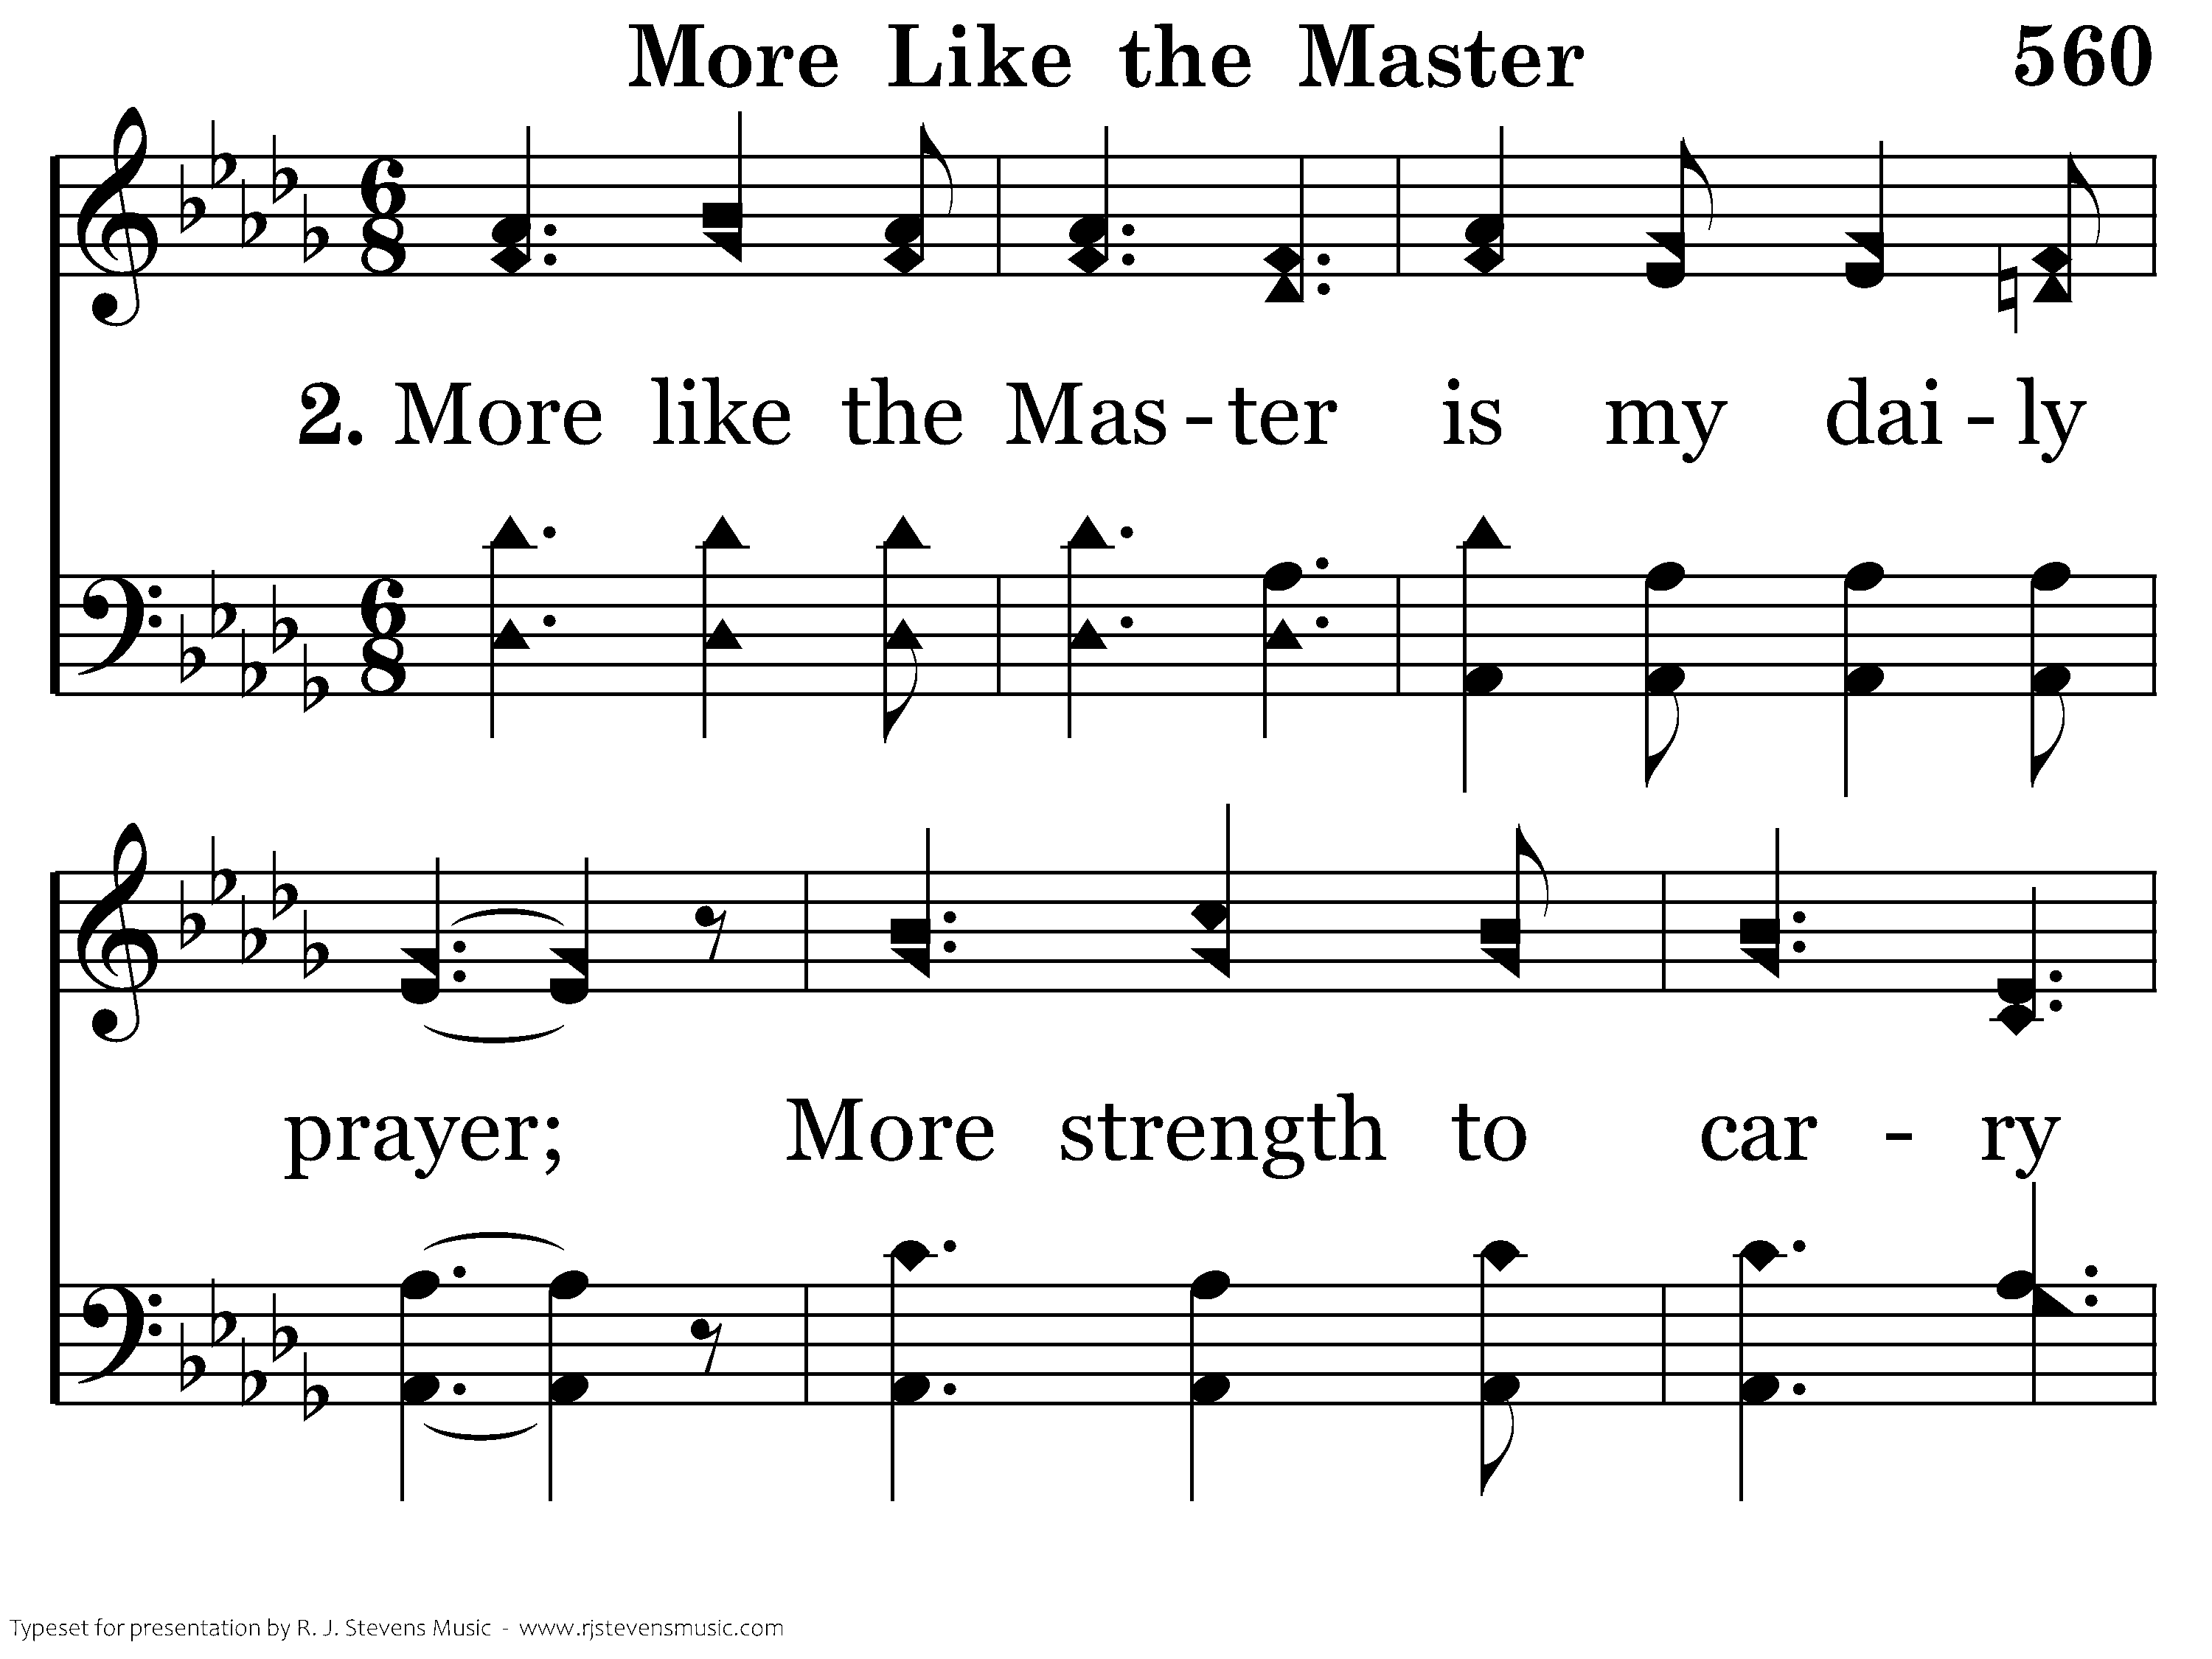 More Like the Master 560
2. More like the Mas - ter is my dai - ly
prayer; More strength to car - ry
Typeset for presentation by R. J. Stevens Music - www.rjstevensmusic.com